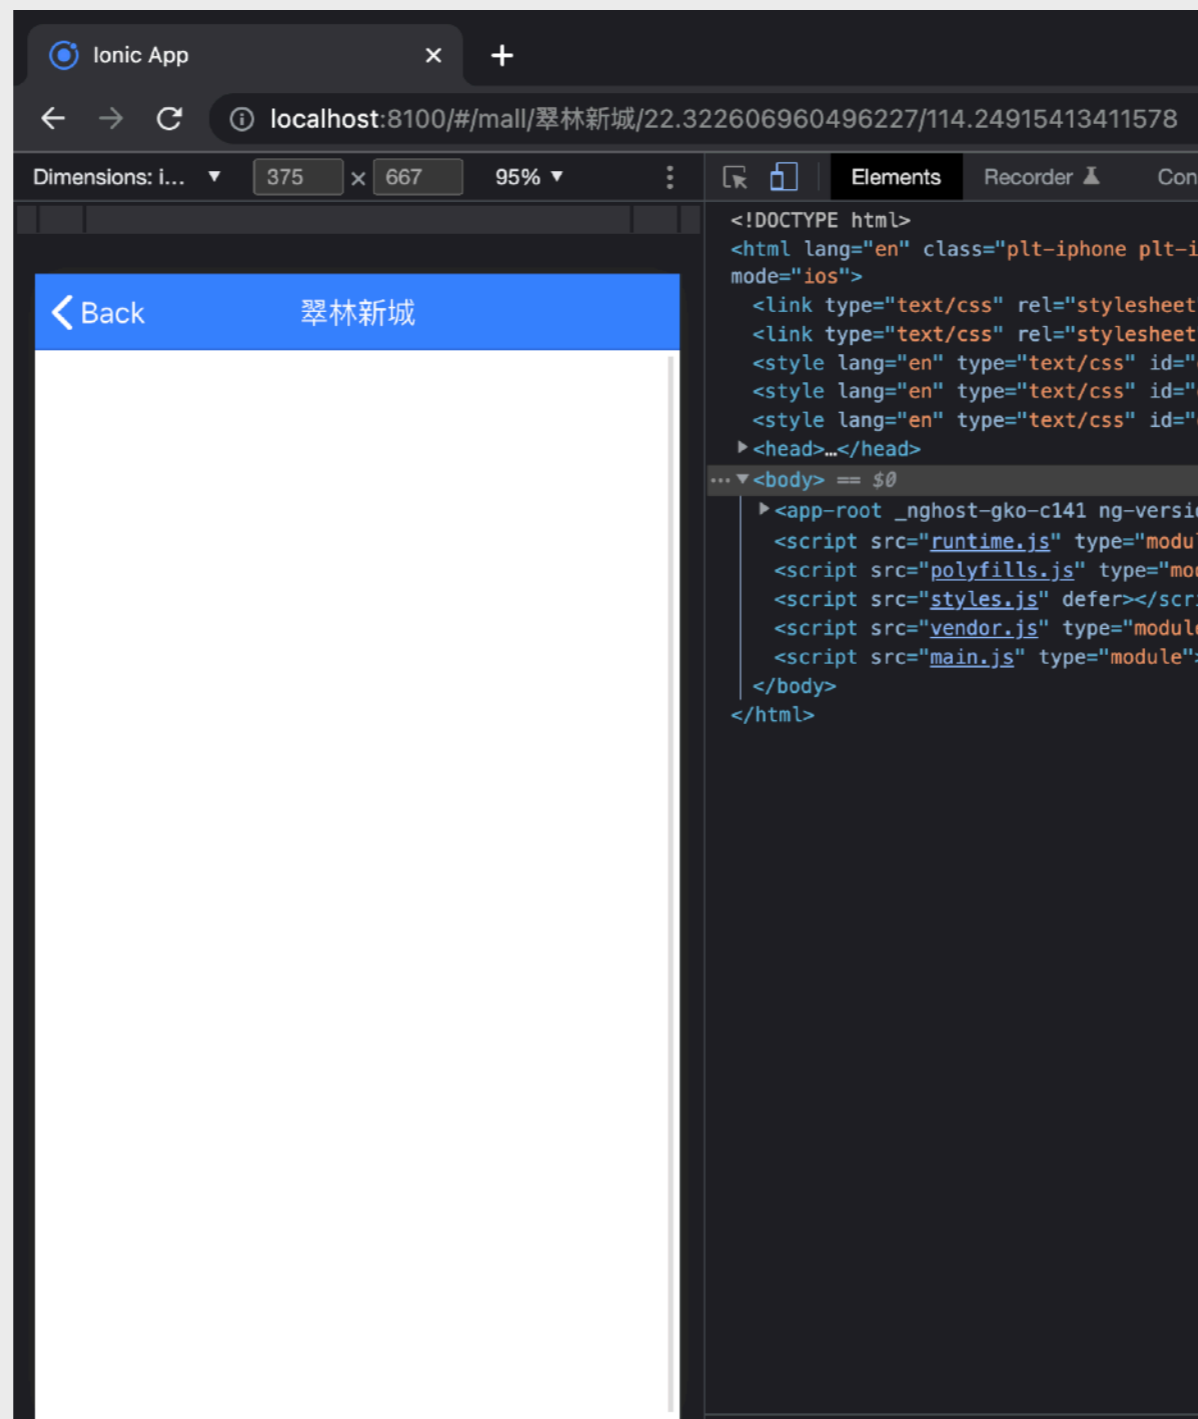 Ionic App
localhost:8100/#/mall/翠林新城/22.322606960496227/114.24915413411578
Dimensions: i... 375 × 667 95%
Elements Recorder Con
Back 翠林新城
<!DOCTYPE html>
<html lang="en" class="plt-iphone plt-i
mode="ios">
<link type="text/css" rel="stylesheet
<link type="text/css" rel="stylesheet
<style lang="en" type="text/css" id="
<style lang="en" type="text/css" id="
<style lang="en" type="text/css" id="
<head>…</head>
<body> == $0
<app-root _nghost-gko-c141 ng-versio
<script src="runtime.js" type="modul
<script src="polyfills.js" type="mod
<script src="styles.js" defer></scri
<script src="vendor.js" type="module
<script src="main.js" type="module">
</body>
</html>